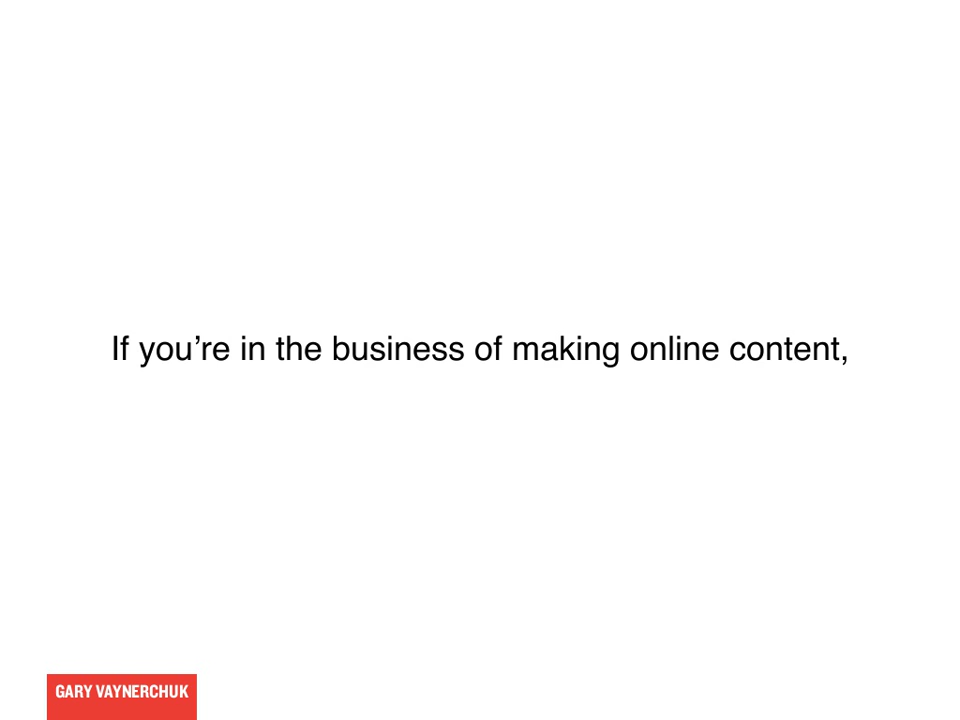 If you’re in the business of making online content,
GARY VAYNERCHUK